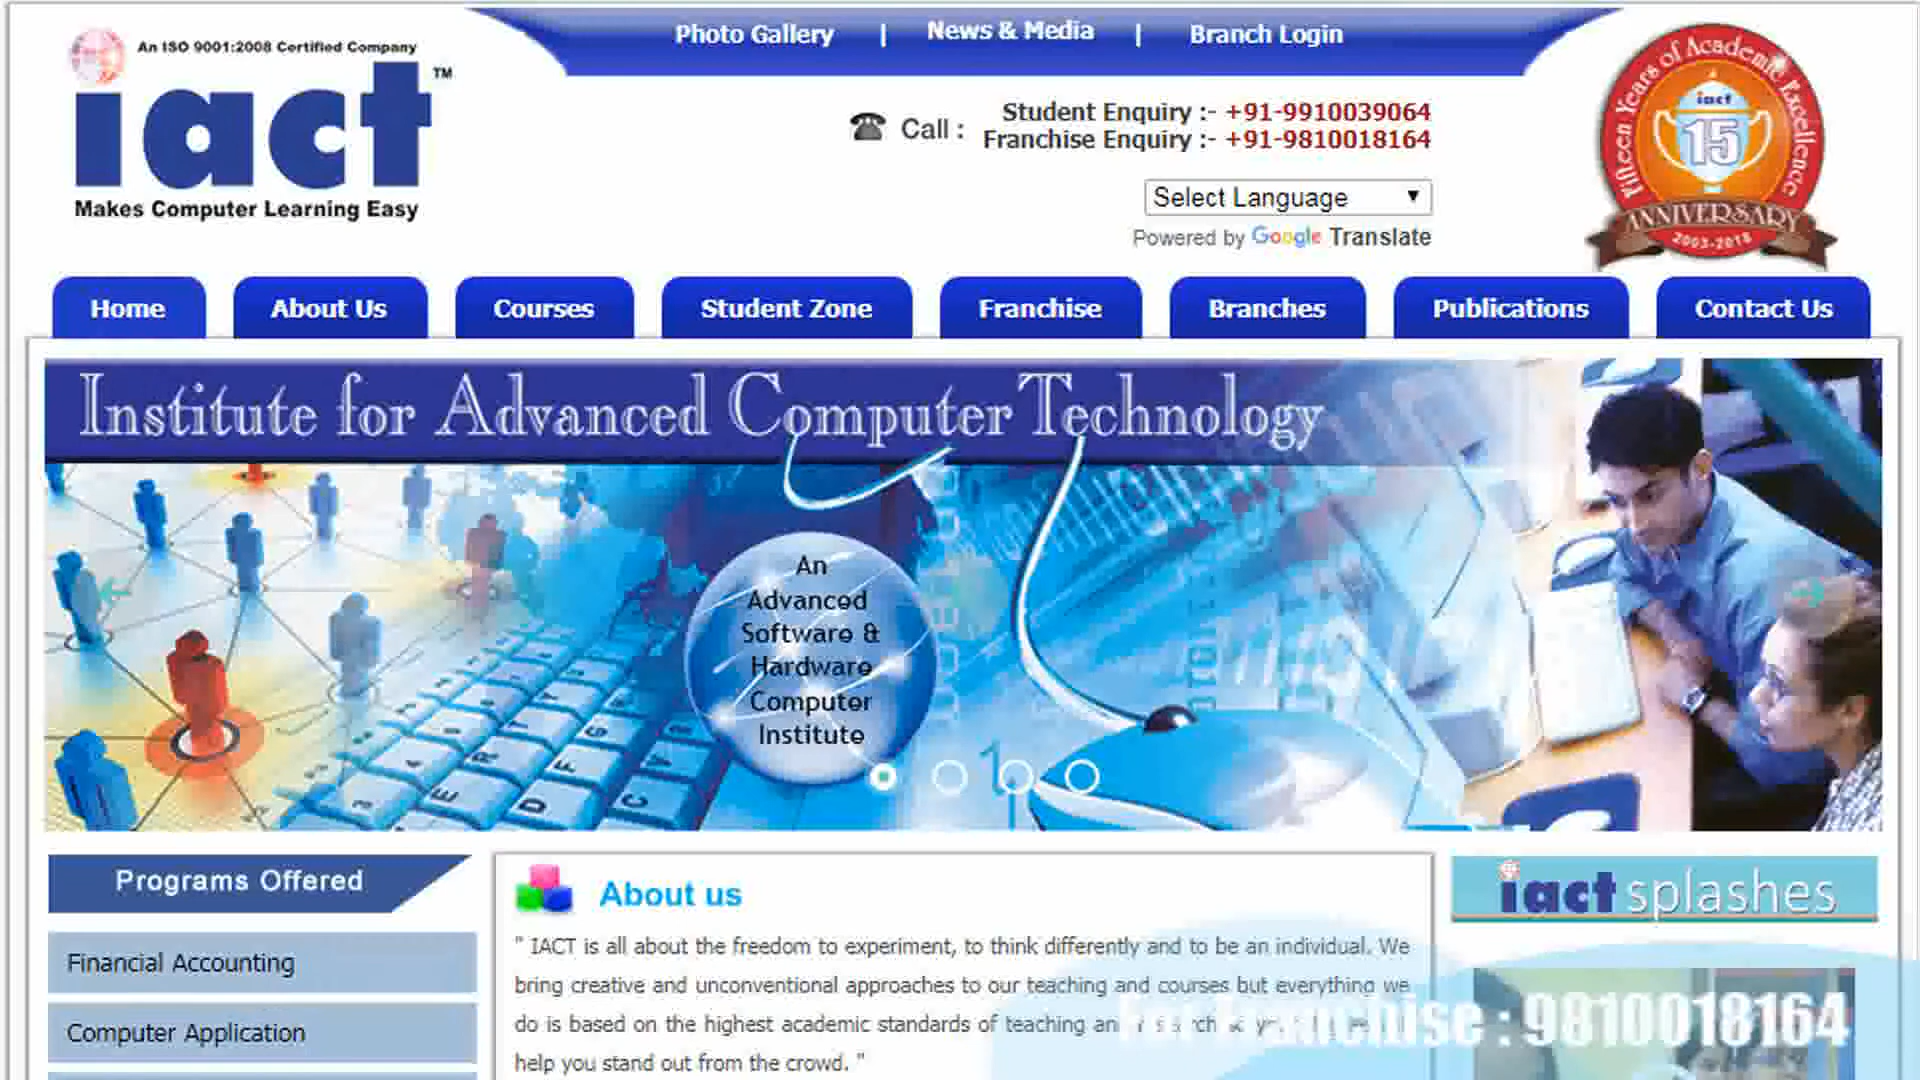 An ISO 9001:2008 Certified Company
iact TM
Makes Computer Learning Easy
Photo Gallery | News & Media | Branch Login
Call :
Student Enquiry :- +91-9910039064
Franchise Enquiry :- +91-9810018164
Select Language ▼
Powered by Google Translate
Fifteen Years of Academic Excellence
iact
15
ANNIVERSARY
2003-2018
Home
About Us
Courses
Student Zone
Franchise
Branches
Publications
Contact Us
Institute for Advanced Computer Technology
An
Advanced
Software &
Hardware
Computer
Institute
Programs Offered
Financial Accounting
Computer Application
About us
" IACT is all about the freedom to experiment, to think differently and to be an individual. We
bring creative and unconventional approaches to our teaching and courses but everything we
do is based on the highest academic standards of teaching
help you stand out from the crowd. "
iact splashes
For Franchise : 9810018164